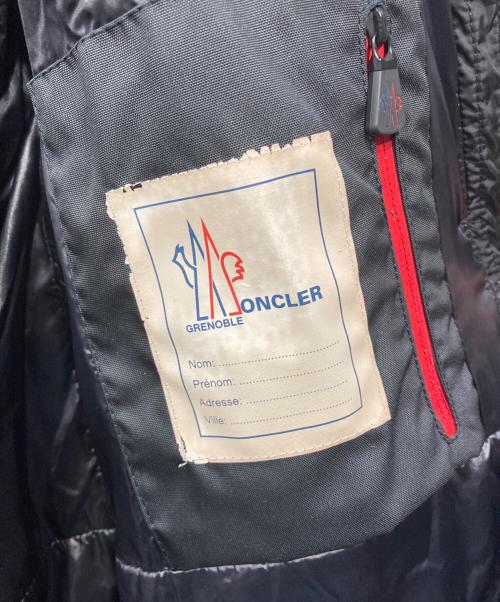 MONCLER
GRENOBLE
Nom:
Prénom:
Adresse:
Ville: